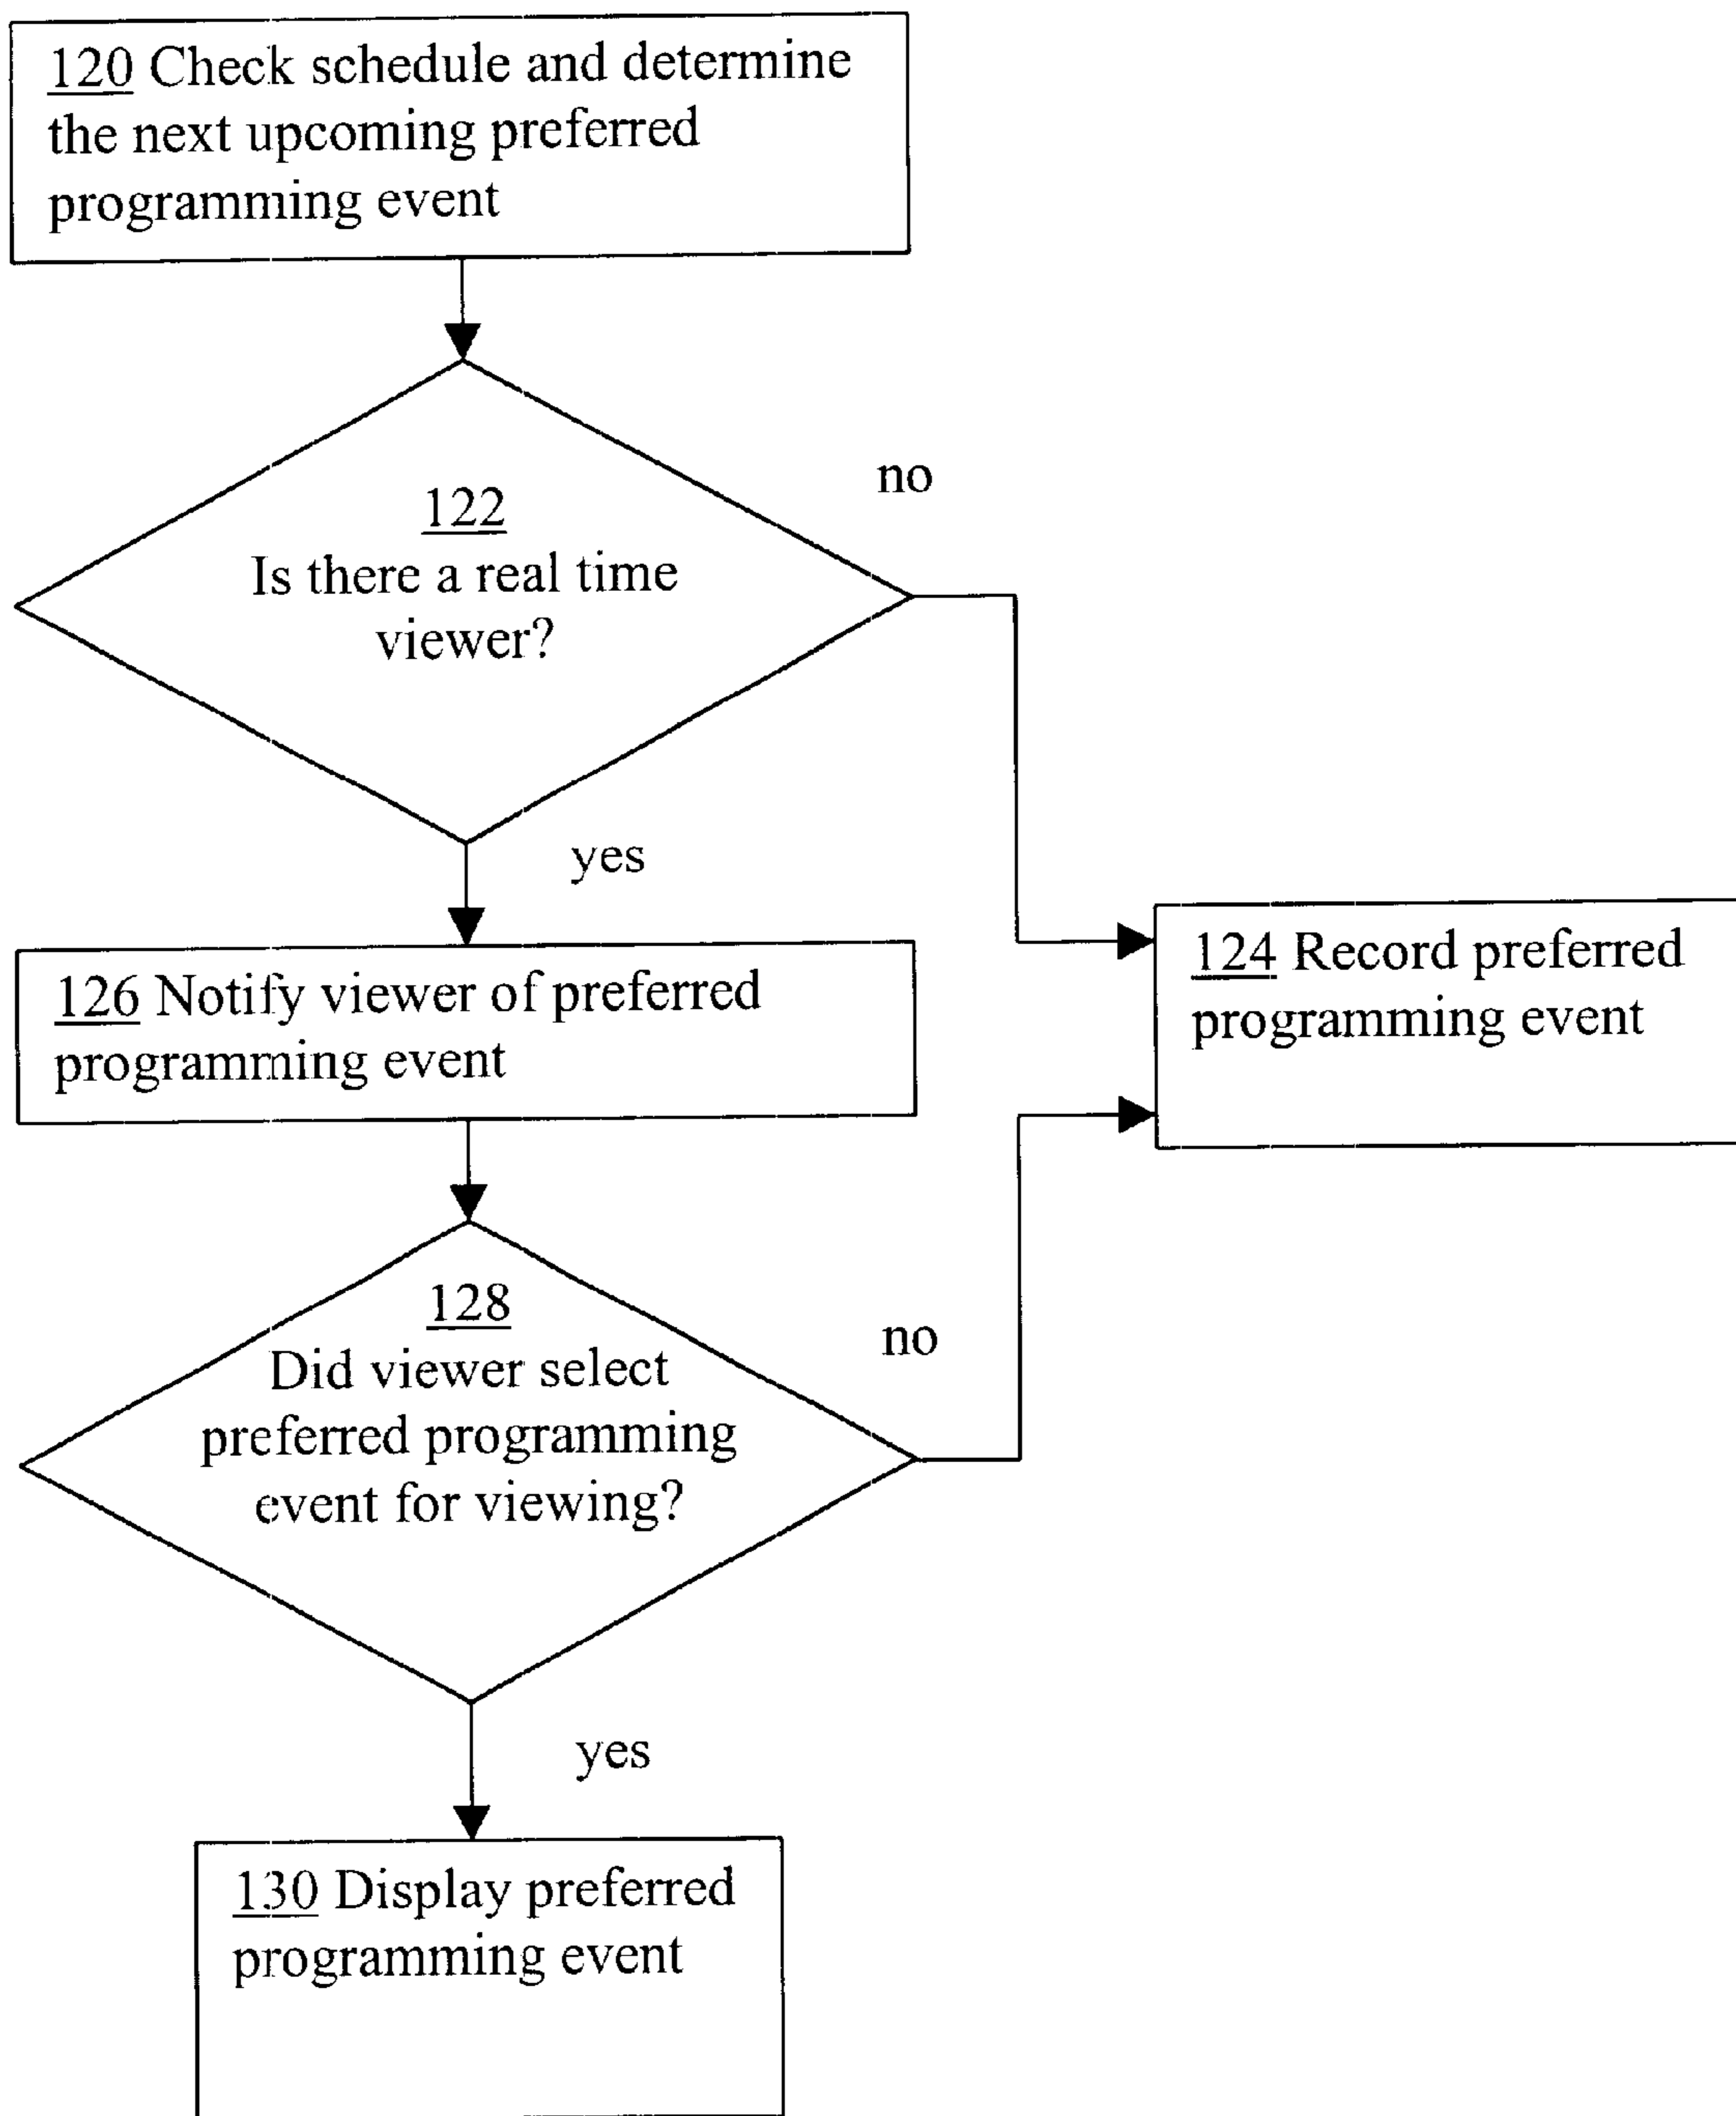 120 Check schedule and determine
the next upcoming preferred
programming event
no
122
Is there a real time
viewer?
yes
124 Record preferred
programming event
126 Notify viewer of preferred
programming event
128
Did viewer select
preferred programming
event for viewing?
no
yes
130 Display preferred
programming event